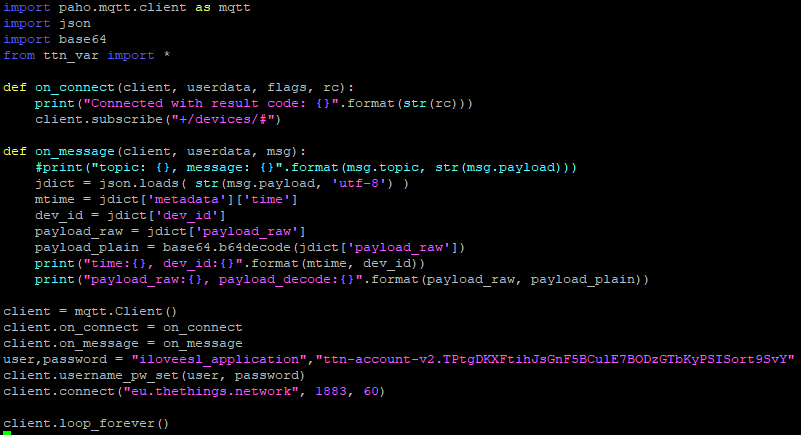 import paho.mqtt.client as mqtt
import json
import base64
from ttn_var import *

def on_connect(client, userdata, flags, rc):
    print("Connected with result code: {}".format(str(rc)))
    client.subscribe("+/devices/#")

def on_message(client, userdata, msg):
    #print("topic: {}, message: {}".format(msg.topic, str(msg.payload)))
    jdict = json.loads( str(msg.payload, 'utf-8') )
    mtime = jdict['metadata']['time']
    dev_id = jdict['dev_id']
    payload_raw = jdict['payload_raw']
    payload_plain = base64.b64decode(jdict['payload_raw'])
    print("time:{}, dev_id:{}".format(mtime, dev_id))
    print("payload_raw:{}, payload_decode:{}".format(payload_raw, payload_plain))

client = mqtt.Client()
client.on_connect = on_connect
client.on_message = on_message
user,password = "iloveesl_application","ttn-account-v2.TPtgDKXFtihJsGnF5BCulE7BODzGTbKyPSISort9SvY"
client.username_pw_set(user, password)
client.connect("eu.thethings.network", 1883, 60)

client.loop_forever()